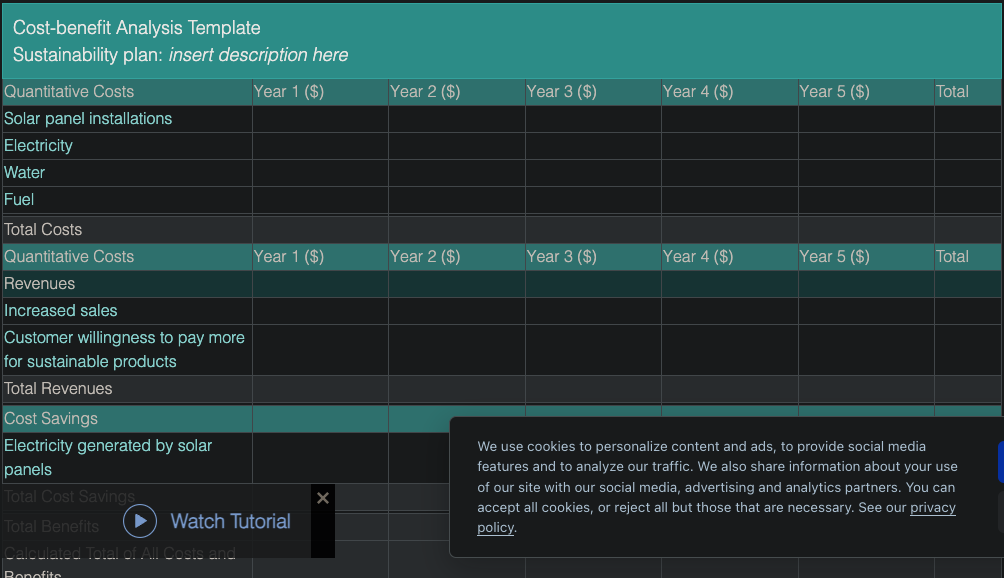 Cost-benefit Analysis Template
Sustainability plan: insert description here
Quantitative Costs Year 1 ($) Year 2 ($) Year 3 ($) Year 4 ($) Year 5 ($) Total
Solar panel installations
Electricity
Water
Fuel
Total Costs
Quantitative Costs Year 1 ($) Year 2 ($) Year 3 ($) Year 4 ($) Year 5 ($) Total
Revenues
Increased sales
Customer willingness to pay more
for sustainable products
Total Revenues
Cost Savings
Electricity generated by solar
panels
Total Cost Savings
Total Benefits
Calculated Total of All Costs and
Benefits
Watch Tutorial
We use cookies to personalize content and ads, to provide social media
features and to analyze our traffic. We also share information about your use
of our site with our social media, advertising and analytics partners. You can
accept all cookies, or reject all but those that are necessary. See our privacy
policy.